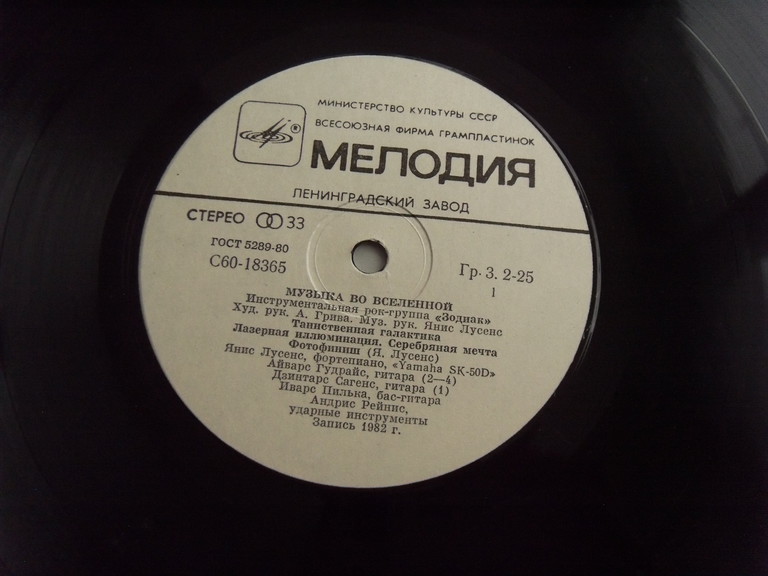 МИНИСТЕРСТВО КУЛЬТУРЫ СССР
ВСЕСОЮЗНАЯ ФИРМА ГРАМПЛАСТИНОК
®
МЕЛОДИЯ
ЛЕНИНГРАДСКИЙ ЗАВОД
СТЕРЕО 33
ГОСТ 5289-80
С60-18365
Гр. 3. 2-25
1
МУЗЫКА ВО ВСЕЛЕННОЙ
Инструментальная рок-группа «Зодиак»
Худ. рук. А. Грива. Муз. рук. Янис Лусенс
Таинственная галактика
Лазерная иллюминация. Серебряная мечта
Фотофиниш (Я. Лусенс)
Янис Лусенс, фортепиано, «Yamaha SK-50D»
Айварс Гудрайс, гитара (2—4)
Дзинтарс Сагенс, гитара (1)
Иварс Пилька, бас-гитара
Андрис Рейнис,
ударные инструменты
Запись 1982 г.